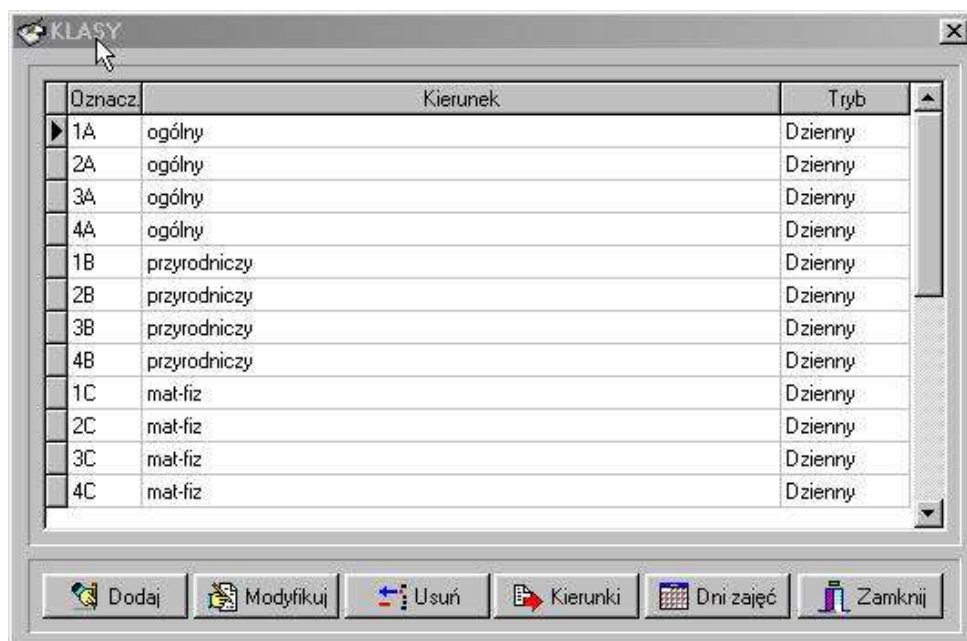 KLASY
Oznacz. Kierunek Tryb
1A ogólny Dzienny
2A ogólny Dzienny
3A ogólny Dzienny
4A ogólny Dzienny
1B przyrodniczy Dzienny
2B przyrodniczy Dzienny
3B przyrodniczy Dzienny
4B przyrodniczy Dzienny
1C mat-fiz Dzienny
2C mat-fiz Dzienny
3C mat-fiz Dzienny
4C mat-fiz Dzienny
Dodaj Modyfikuj Usuń Kierunki Dni zajęć Zamknij